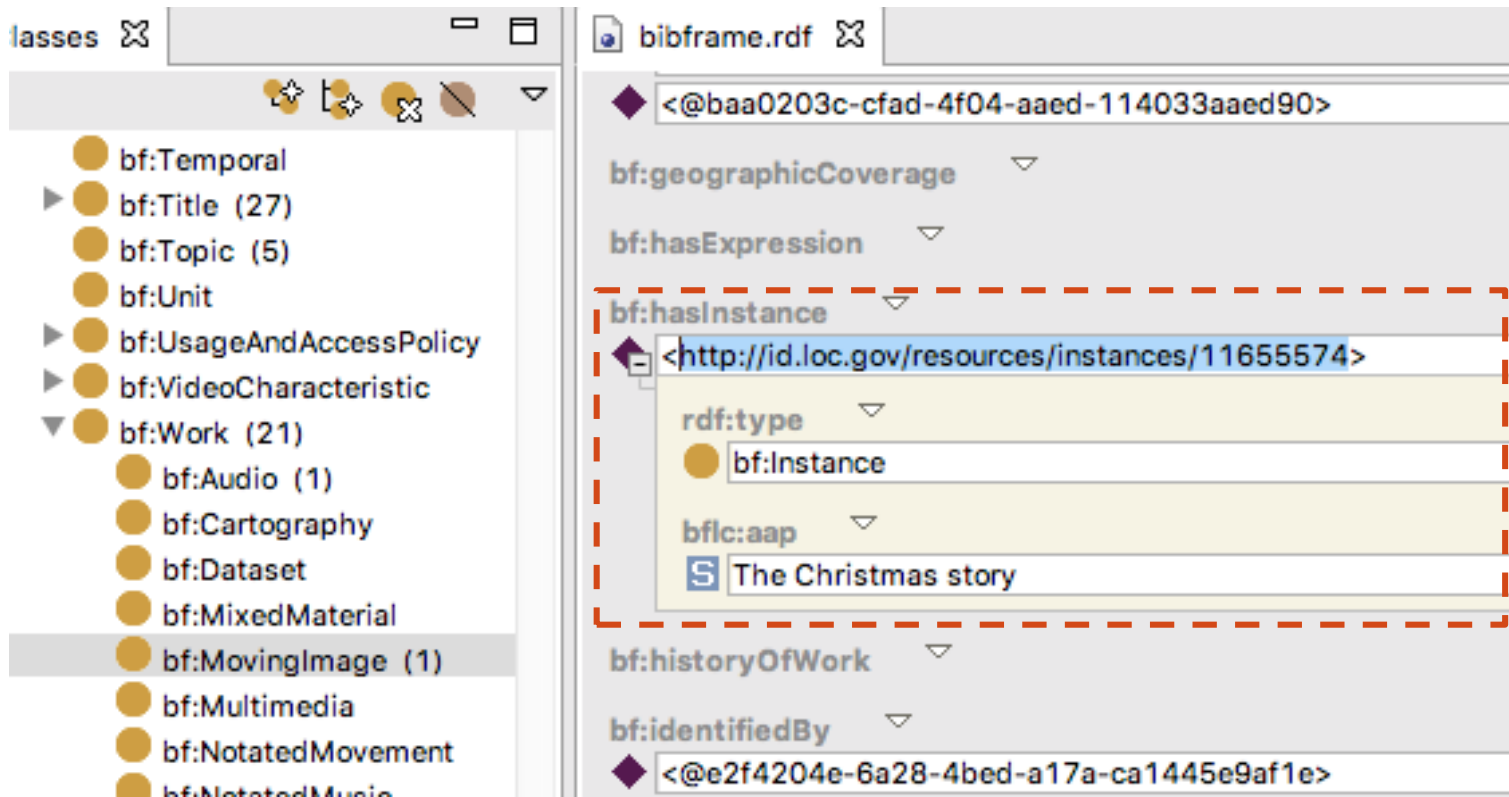 lasses
bf:Temporal
bf:Title (27)
bf:Topic (5)
bf:Unit
bf:UsageAndAccessPolicy
bf:VideoCharacteristic
bf:Work (21)
bf:Audio (1)
bf:Cartography
bf:Dataset
bf:MixedMaterial
bf:MovingImage (1)
bf:Multimedia
bf:NotatedMovement
bf:NotatedMusic
bibframe.rdf
<@baa0203c-cfad-4f04-aaed-114033aaed90>
bf:geographicCoverage
bf:hasExpression
bf:hasInstance
<http://id.loc.gov/resources/instances/11655574>
rdf:type
bf:Instance
bflc:aap
S The Christmas story
bf:historyOfWork
bf:identifiedBy
<@e2f4204e-6a28-4bed-a17a-ca1445e9af1e>